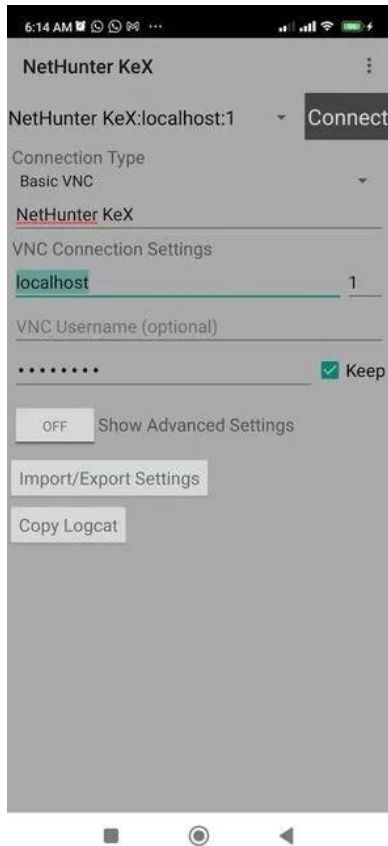 6:14 AM
NetHunter KeX
NetHunter KeX:localhost:1
Connect
Connection Type
Basic VNC
NetHunter KeX
VNC Connection Settings
localhost 1
VNC Username (optional)
•••••••• Keep
OFF Show Advanced Settings
Import/Export Settings
Copy Logcat